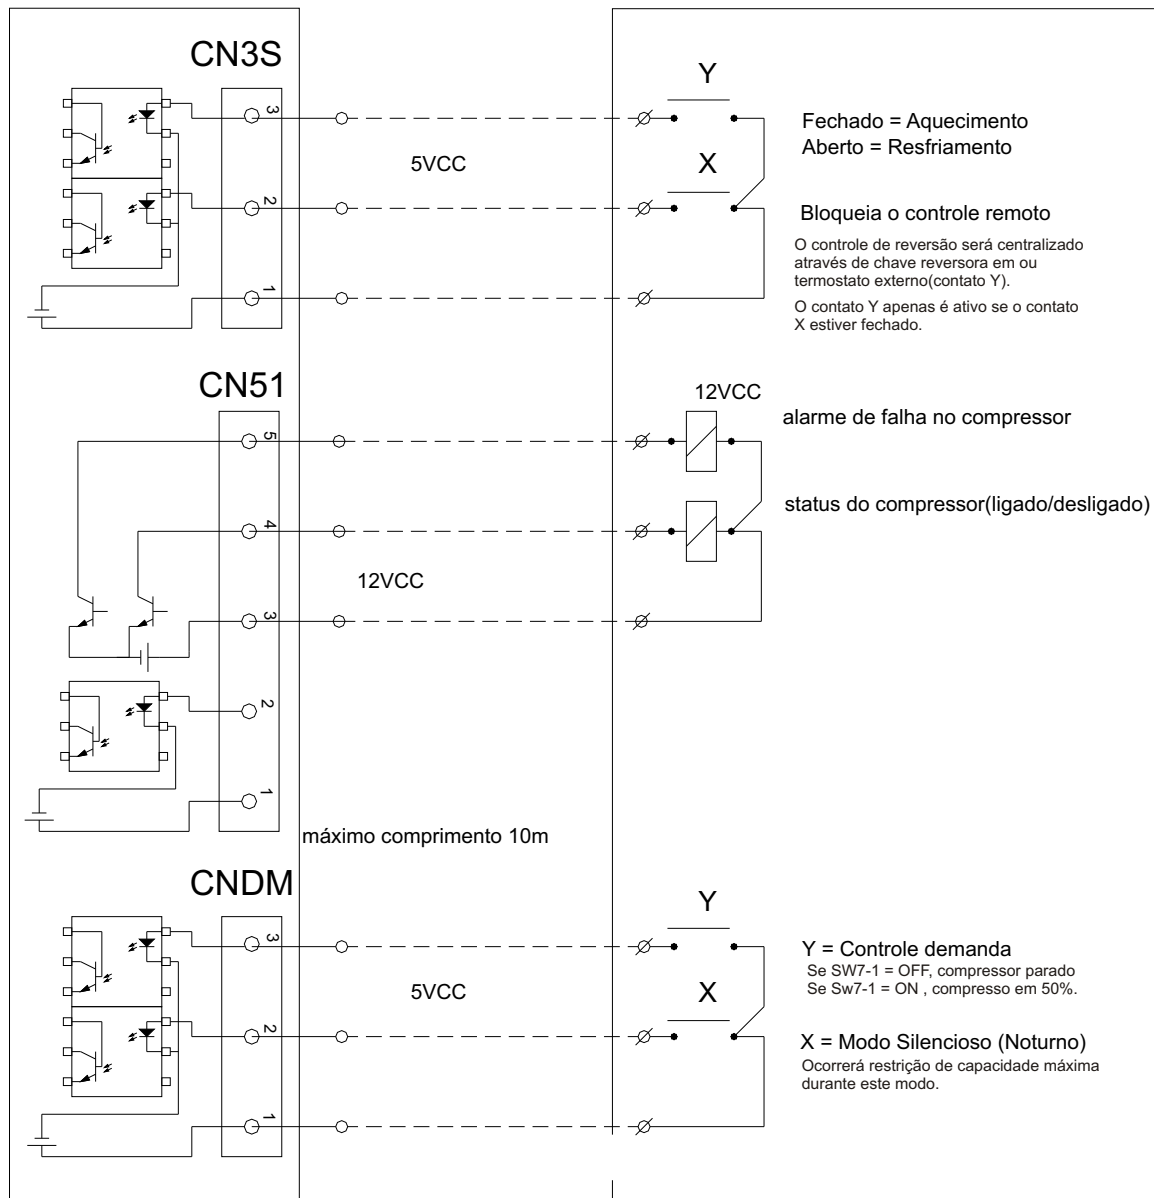 CN3S
3
2
1
5VCC
Y
X
Fechado = Aquecimento
Aberto = Resfriamento
Bloqueia o controle remoto
O controle de reversão será centralizado
através de chave reversora em ou
termostato externo(contato Y).
O contato Y apenas é ativo se o contato
X estiver fechado.
CN51
5
4
3
2
1
12VCC
12VCC
alarme de falha no compressor
status do compressor(ligado/desligado)
máximo comprimento 10m
CNDM
3
2
1
5VCC
Y
X
Y = Controle demanda
Se SW7-1 = OFF, compressor parado
Se Sw7-1 = ON , compresso em 50%.
X = Modo Silencioso (Noturno)
Ocorrerá restrição de capacidade máxima
durante este modo.